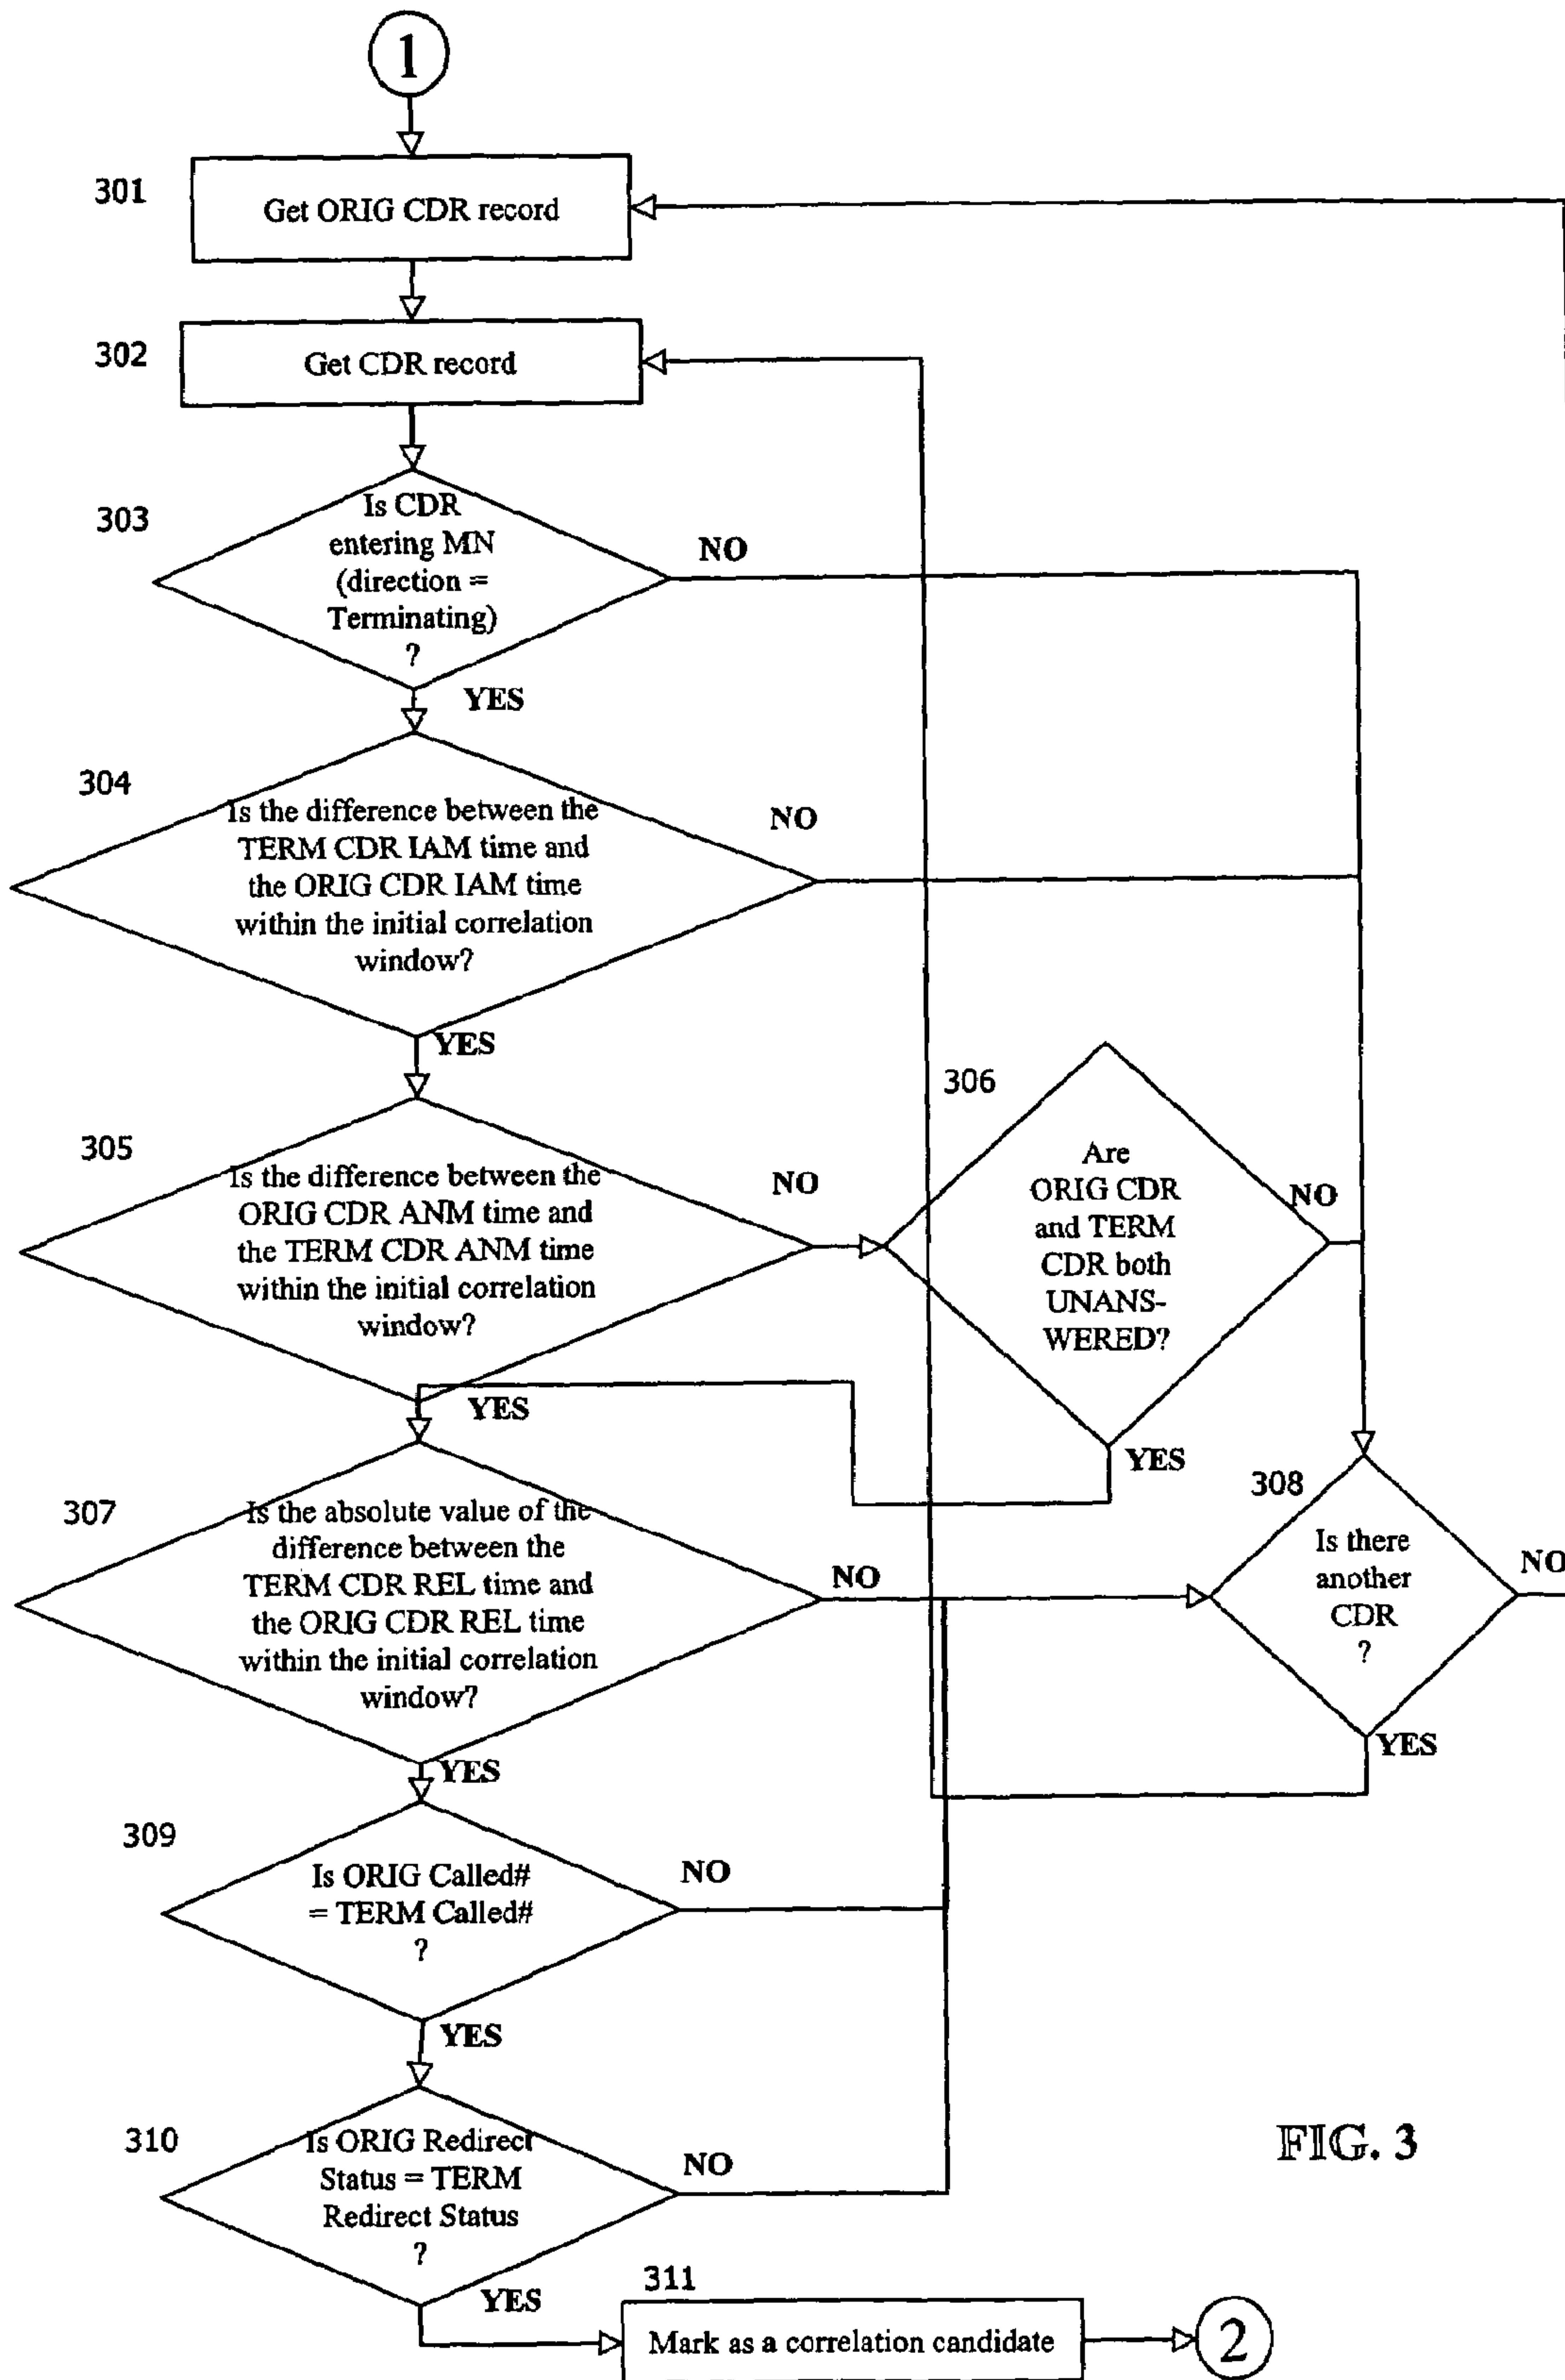 1
301
Get ORIG CDR record
302
Get CDR record
303
Is CDR
entering MN
(direction =
Terminating)
?
NO
YES
304
Is the difference between the
TERM CDR IAM time and
the ORIG CDR IAM time
within the initial correlation
window?
NO
YES
305
Is the difference between the
ORIG CDR ANM time and
the TERM CDR ANM time
within the initial correlation
window?
NO
YES
306
Are
ORIG CDR
and TERM
CDR both
UNANS-
WERED?
NO
YES
307
Is the absolute value of the
difference between the
TERM CDR REL time and
the ORIG CDR REL time
within the initial correlation
window?
NO
YES
308
Is there
another
CDR
?
NO
YES
309
Is ORIG Called#
= TERM Called#
?
NO
YES
310
Is ORIG Redirect
Status = TERM
Redirect Status
?
NO
YES
311
Mark as a correlation candidate
2
FIG. 3